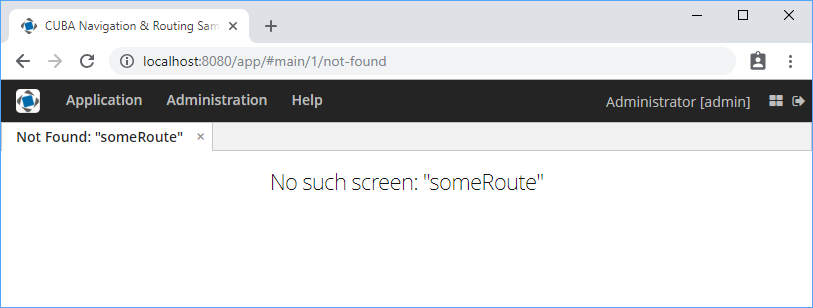 CUBA Navigation & Routing Sam
localhost:8080/app/#main/1/not-found
Application Administration Help Administrator [admin]
Not Found: "someRoute"
No such screen: "someRoute"